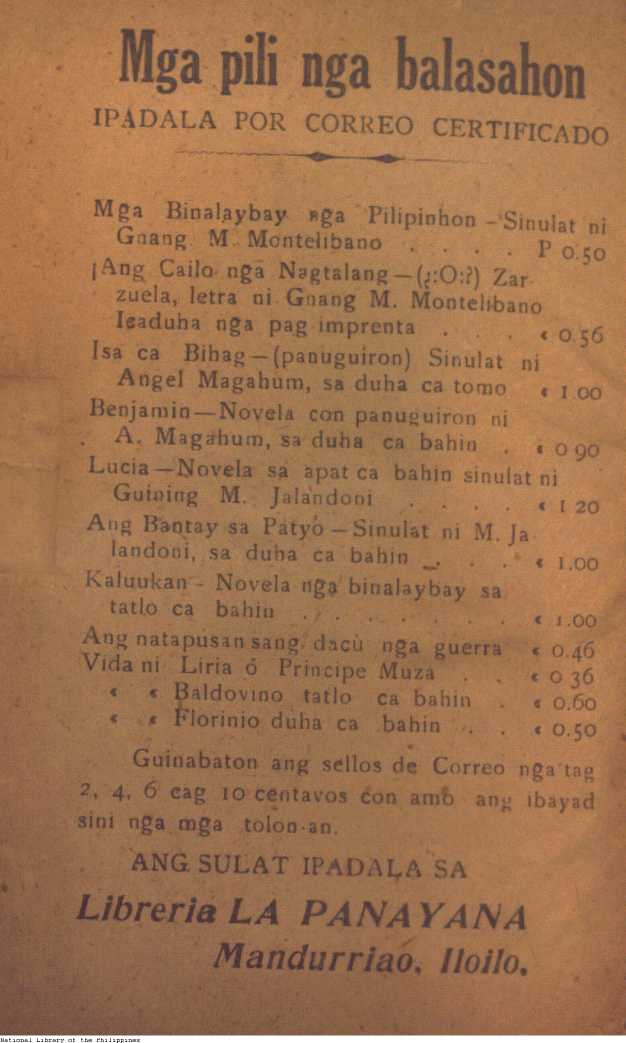 Mga pili nga balasahon
IPADALA POR CORREO CERTIFICADO
Mga Binalaybay nga Pilipinhon – Sinulat ni
Gnang. M. Montelibano . . . . P 0.50
¡Ang Cailo nga Nagtalang—(¿:O:?) Zar-
zuela, letra ni Gnang M. Montelibano
Icaduha nga pag imprenta . . . « 0.56
Isa ca Bihag—(panuguiron) Sinulat ni
Angel Magahum, sa duha ca tomo « 1.00
Benjamin—Novela con panuguiron ni
A. Magahum, sa duha ca bahin . « 0 90
Lucia—Novela sa apat ca bahin sinulat ni
Guining M. Jalandoni . . . . « 1 20
Ang Bantay sa Patyo—Sinulat ni M. Ja
landoni, sa duha ca bahin . . . « 1.00
Kaluukan - Novela nga binalaybay sa
tatlo ca bahin . . . . . . . « 1.00
Ang natapusan sang dacù nga guerra « 0.46
Vida ni Liria ó Principe Muza . . « 0 36
« « Baldovino tatlo ca bahin . « 0.60
« « Florinio duha ca bahin . . « 0.50
Guinabaton ang sellos de Correo nga tag
2, 4, 6 cag 10 centavos con amo ang ibayad
sini nga mga tolon-an.
ANG SULAT IPADALA SA
Libreria LA PANAYANA
Mandurriao, Iloilo.
National Library of the Philippines